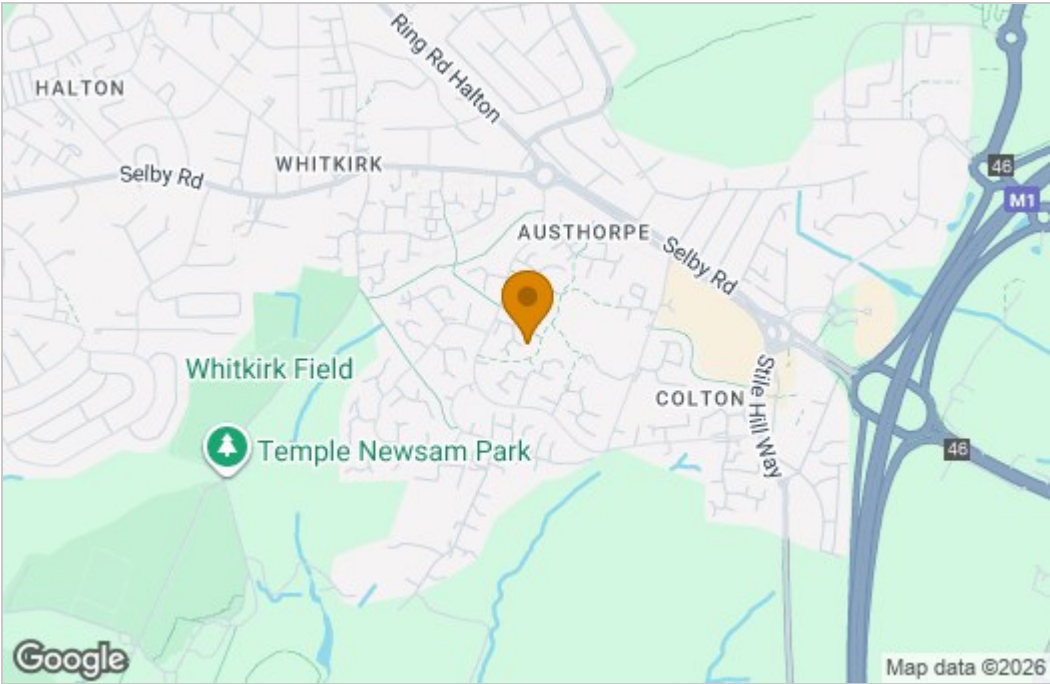 Ring Rd Halton
HALTON
WHITKIRK
46
Selby Rd
M1
AUSTHORPE
Selby Rd
Whitkirk Field
Stile Hill Way
COLTON
Temple Newsam Park
46
Google
Map data ©2026